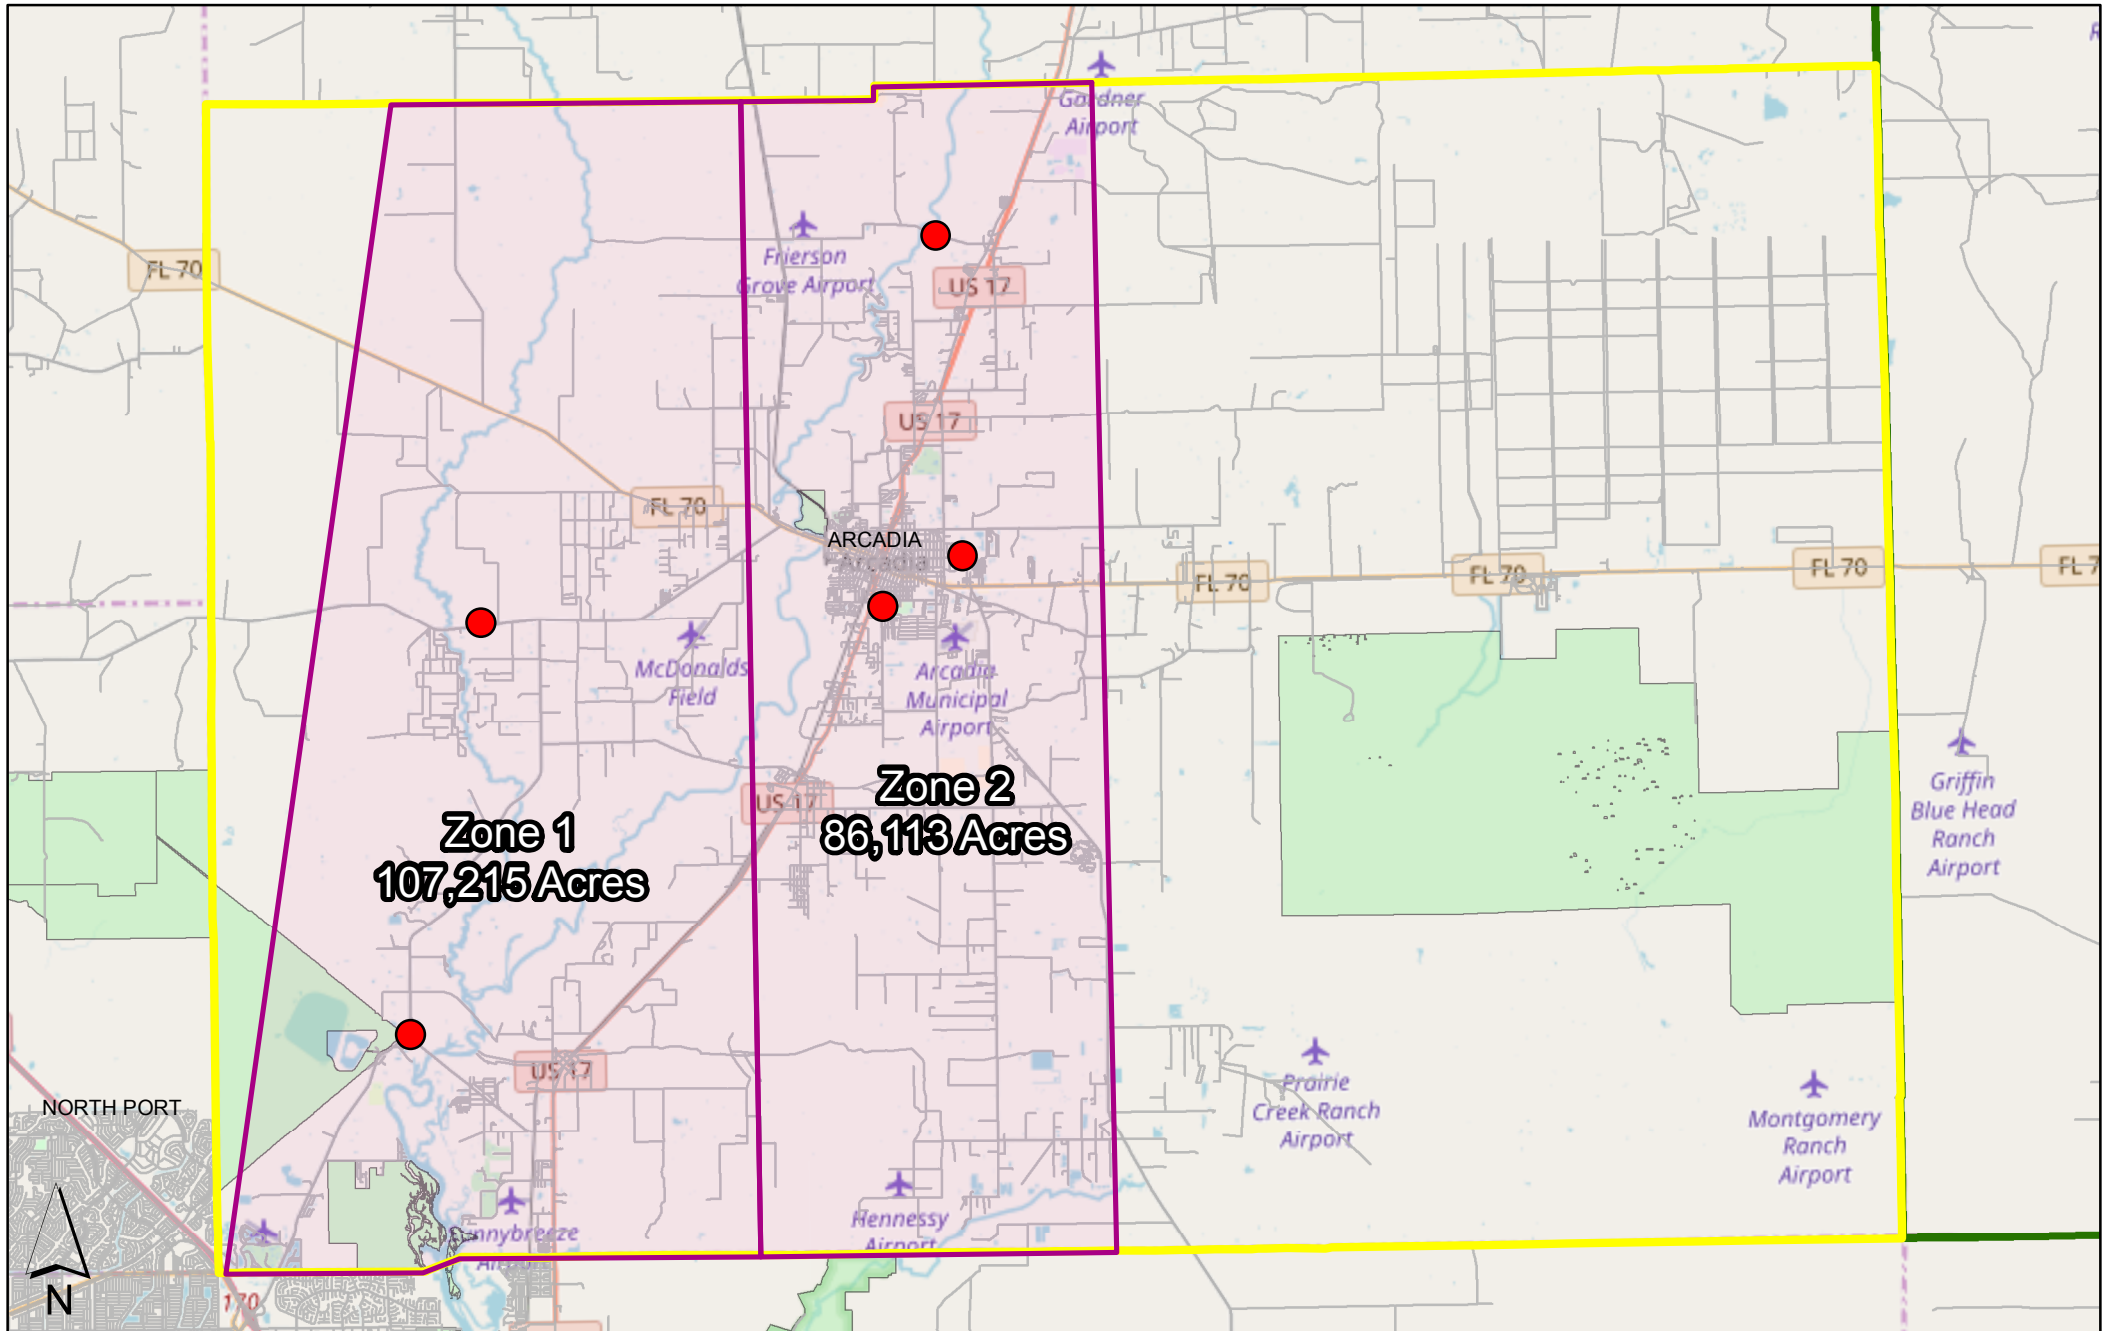 Gardner
Airport
FL 70
Frierson
Grove Airport
US 17
US 17
FL 70
ARCADIA
Arcadia
FL 70
FL 70
FL 70
McDonalds
Field
Arcadia
Municipal
Airport
Zone 1
107,215 Acres
US 17
Zone 2
86,113 Acres
Griffin
Blue Head
Ranch
Airport
US 17
Prairie
Creek Ranch
Airport
Montgomery
Ranch
Airport
NORTH PORT
Hennessy
Airport
N